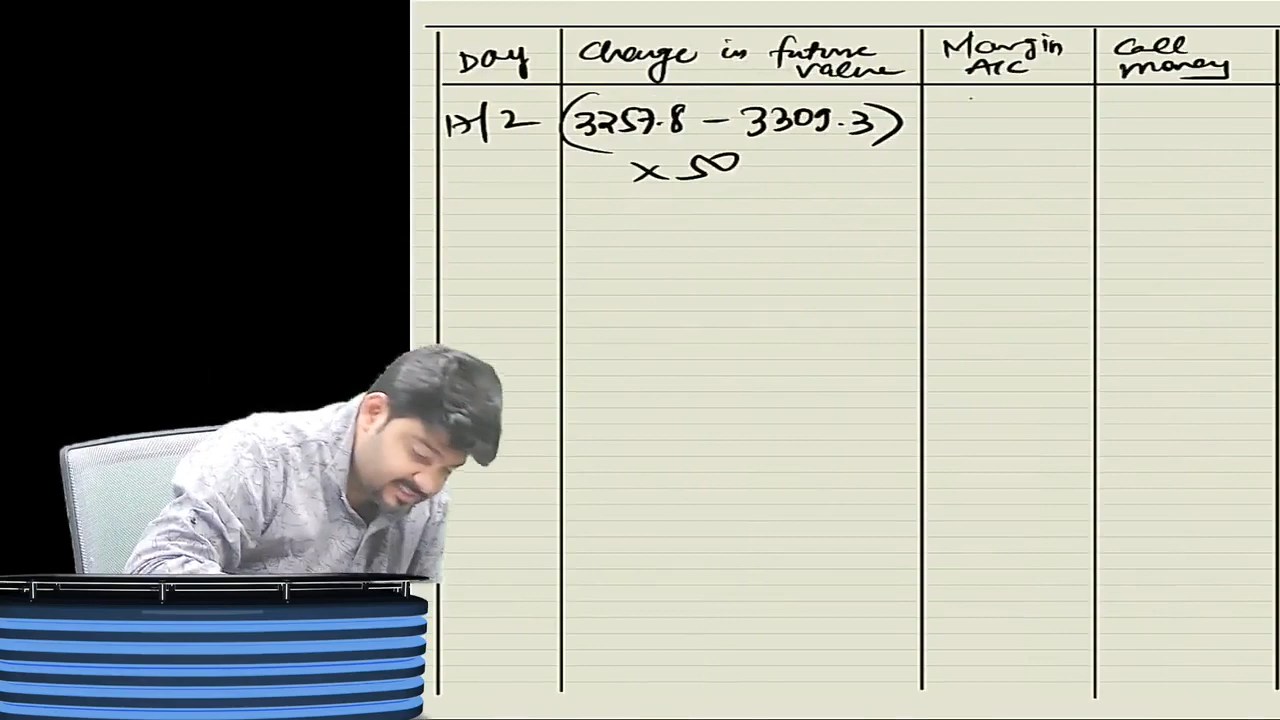 Day Change in future value Margin A/C Call money
17/2 (3257.8 - 3309.3)
x 50